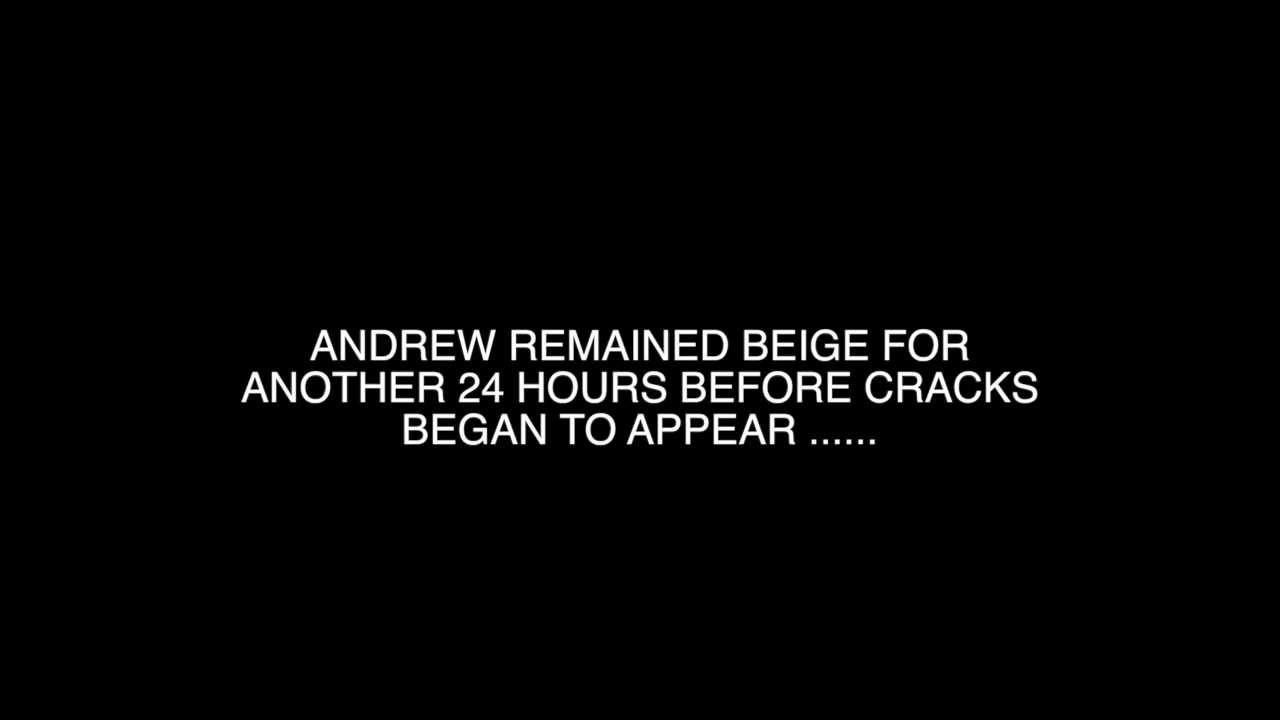 ANDREW REMAINED BEIGE FOR
ANOTHER 24 HOURS BEFORE CRACKS
BEGAN TO APPEAR ......